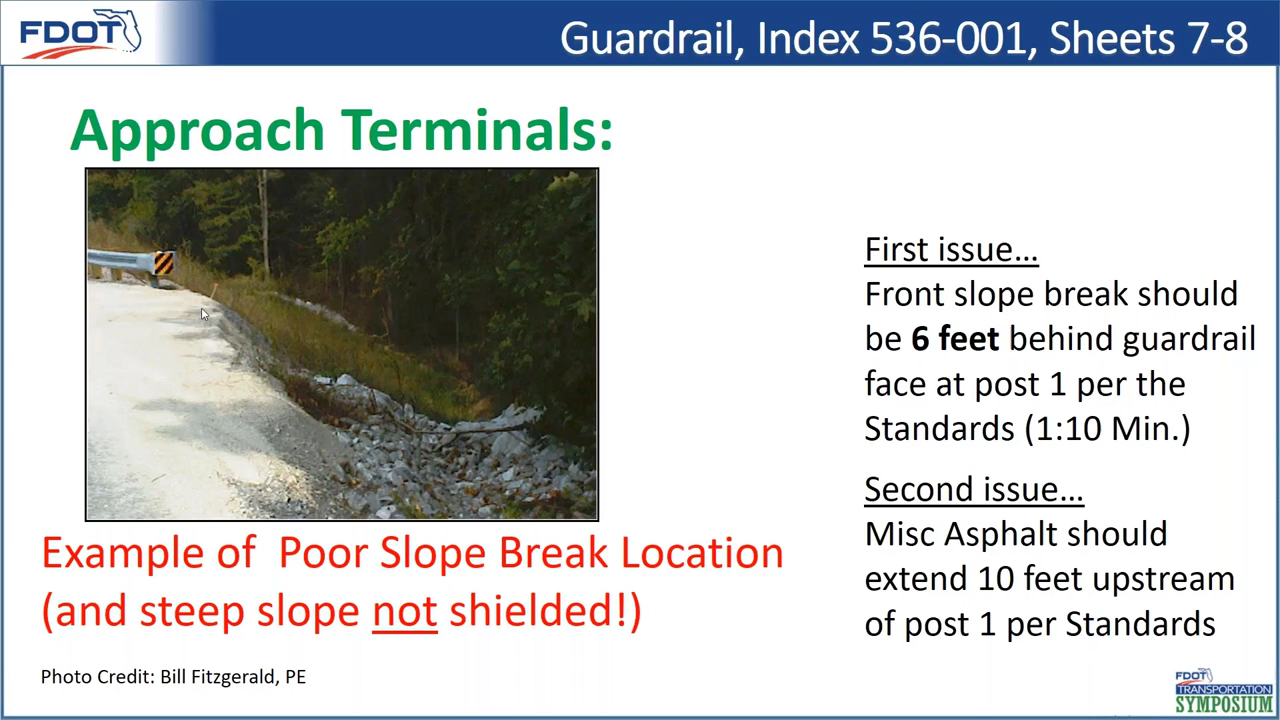 FDOT
Guardrail, Index 536-001, Sheets 7-8
Approach Terminals:
First issue…
Front slope break should
be 6 feet behind guardrail
face at post 1 per the
Standards (1:10 Min.)
Second issue…
Misc Asphalt should
extend 10 feet upstream
of post 1 per Standards
Example of  Poor Slope Break Location
(and steep slope not shielded!)
Photo Credit: Bill Fitzgerald, PE
FDOT
TRANSPORTATION
SYMPOSIUM